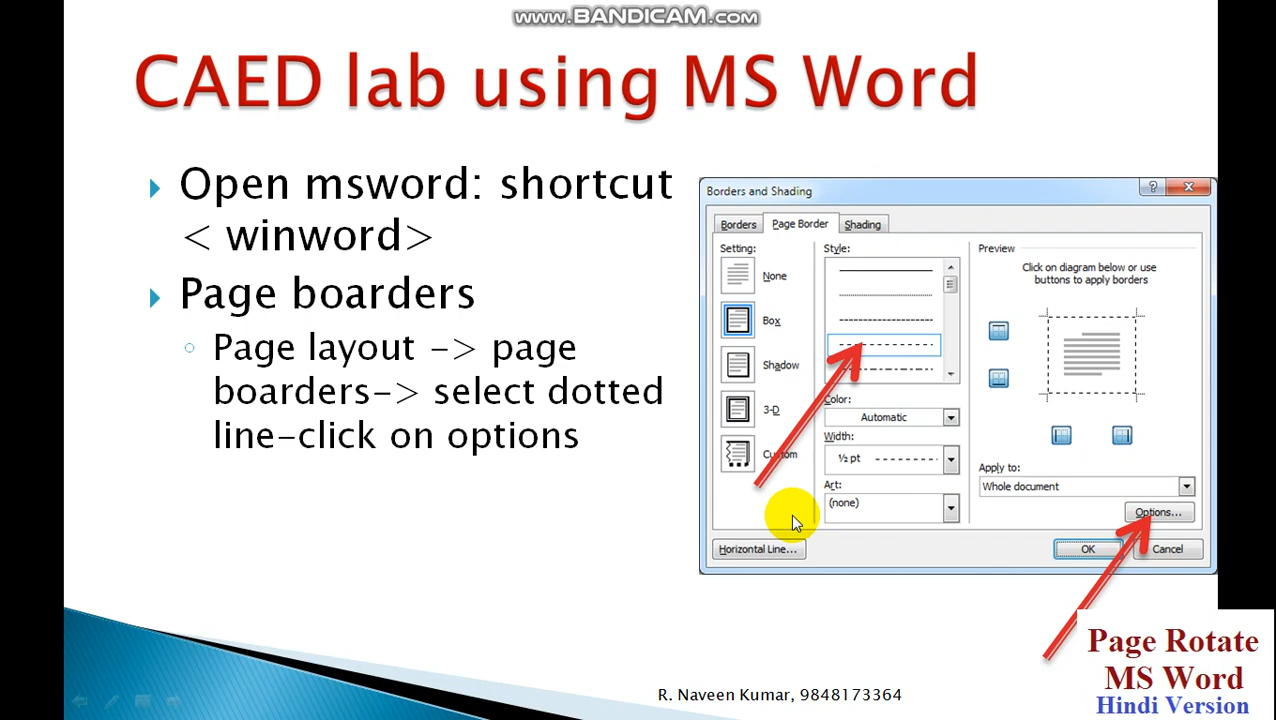 www.BANDICAM.com
CAED lab using MS Word
Open msword: shortcut
< winword>
Page boarders
Page layout -> page
boarders-> select dotted
line-click on options
Borders and Shading
Borders
Page Border
Shading
Setting:
None
Box
Shadow
3-D
Custom
Style:
Color:
Automatic
Width:
½ pt
Art:
(none)
Preview
Click on diagram below or use
buttons to apply borders
Apply to:
Whole document
Options...
Horizontal Line...
OK
Cancel
Page Rotate
MS Word
Hindi Version
R. Naveen Kumar, 9848173364